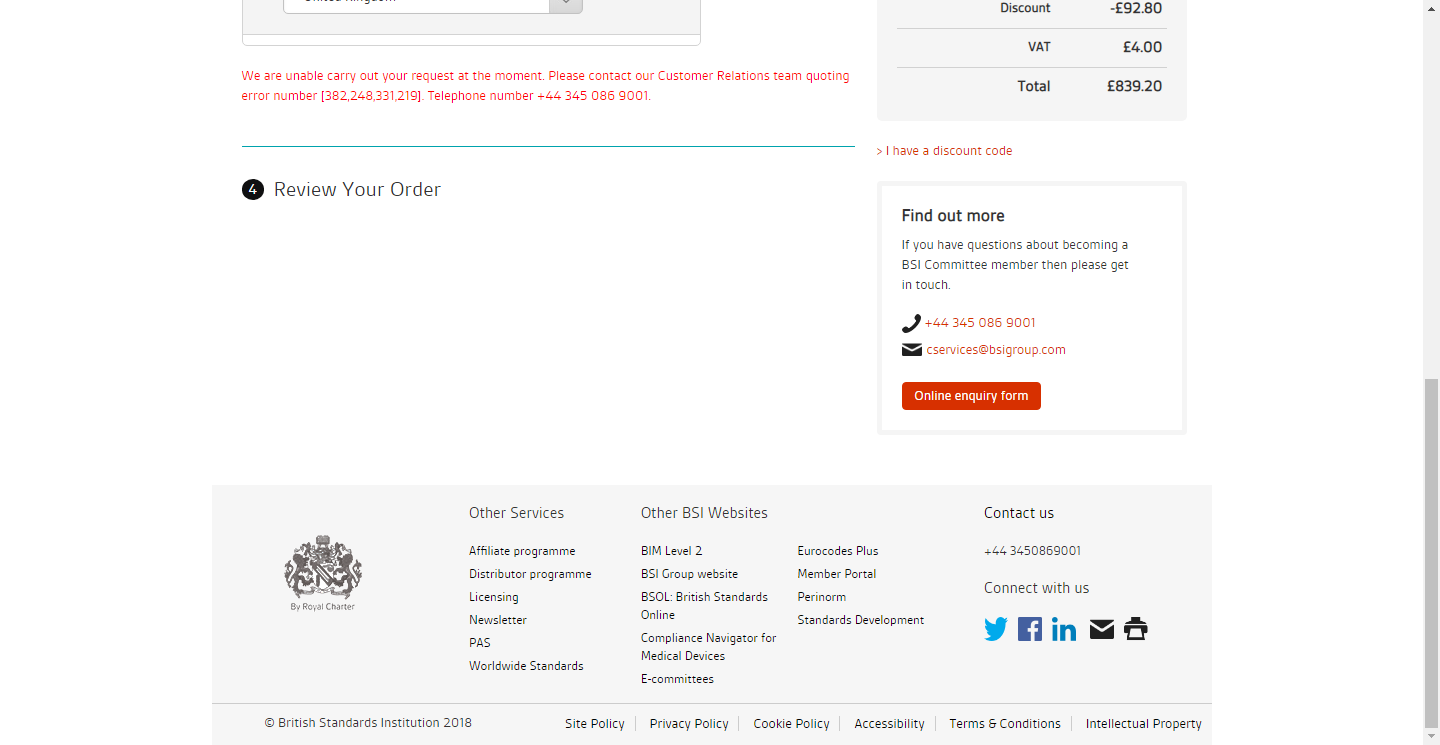 United Kingdom
We are unable carry out your request at the moment. Please contact our Customer Relations team quoting
error number [382,248,331,219]. Telephone number +44 345 086 9001.
4 Review Your Order
Discount -£92.80
VAT £4.00
Total £839.20
> I have a discount code
Find out more
If you have questions about becoming a
BSI Committee member then please get
in touch.
+44 345 086 9001
cservices@bsigroup.com
Online enquiry form
By Royal Charter
Other Services
Affiliate programme
Distributor programme
Licensing
Newsletter
PAS
Worldwide Standards
Other BSI Websites
BIM Level 2
BSI Group website
BSOL: British Standards
Online
Compliance Navigator for
Medical Devices
E-committees
Eurocodes Plus
Member Portal
Perinorm
Standards Development
Contact us
+44 3450869001
Connect with us
© British Standards Institution 2018
Site Policy
Privacy Policy
Cookie Policy
Accessibility
Terms & Conditions
Intellectual Property